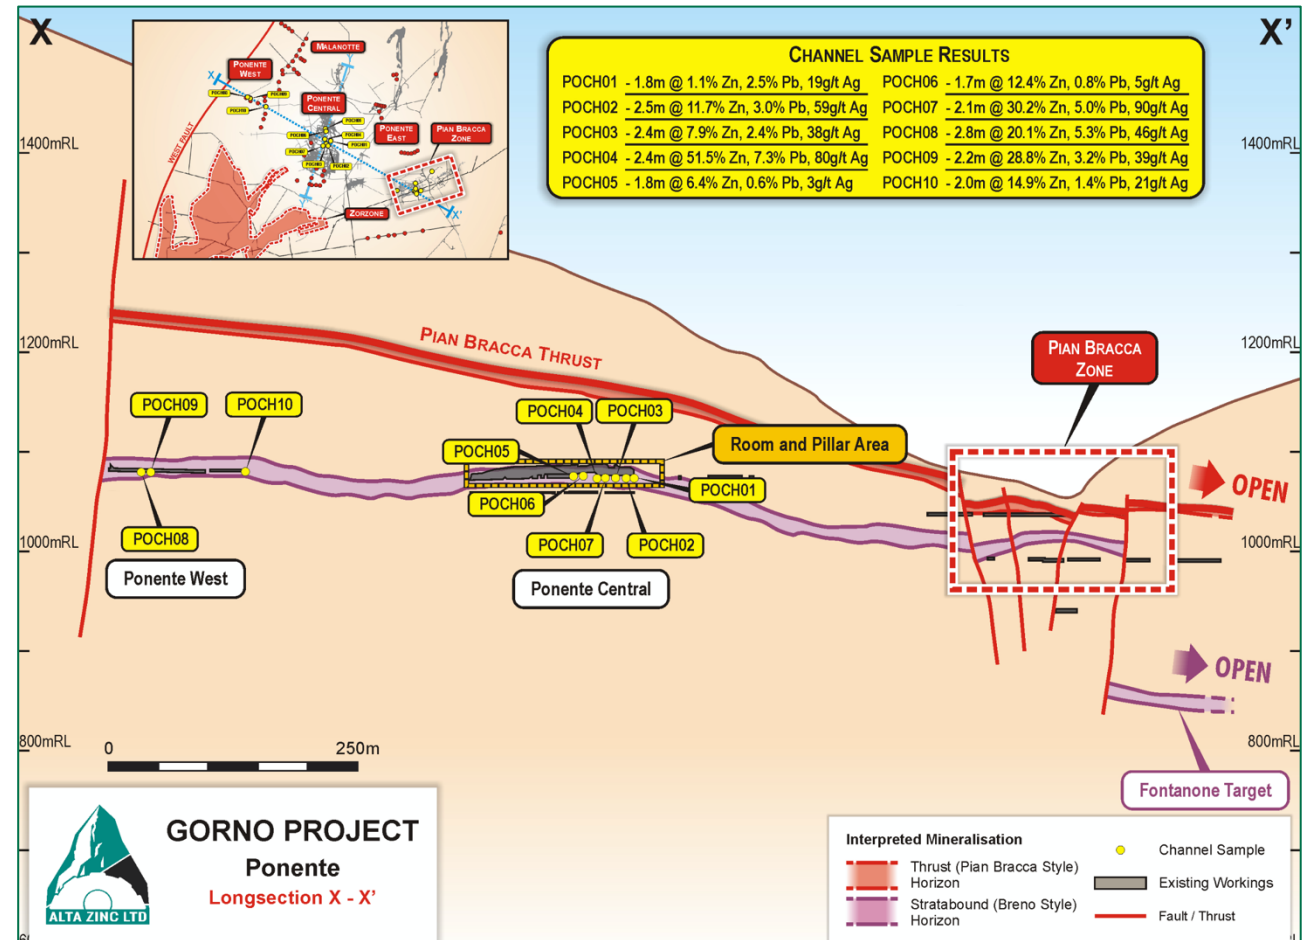 X
X'
MALANOTTE
PONENTE
WEST
PONENTE
CENTRAL
PONENTE
EAST
PIAN BRACCA
ZONE
ZORZONE
WEST FAULT
X
X'
CHANNEL SAMPLE RESULTS
POCH01 - 1.8m @ 1.1% Zn, 2.5% Pb, 19g/t Ag
POCH02 - 2.5m @ 11.7% Zn, 3.0% Pb, 59g/t Ag
POCH03 - 2.4m @ 7.9% Zn, 2.4% Pb, 38g/t Ag
POCH04 - 2.4m @ 51.5% Zn, 7.3% Pb, 80g/t Ag
POCH05 - 1.8m @ 6.4% Zn, 0.6% Pb, 3g/t Ag
POCH06 - 1.7m @ 12.4% Zn, 0.8% Pb, 5g/t Ag
POCH07 - 2.1m @ 30.2% Zn, 5.0% Pb, 90g/t Ag
POCH08 - 2.8m @ 20.1% Zn, 5.3% Pb, 46g/t Ag
POCH09 - 2.2m @ 28.8% Zn, 3.2% Pb, 39g/t Ag
POCH10 - 2.0m @ 14.9% Zn, 1.4% Pb, 21g/t Ag
1400mRL
1400mRL
1200mRL
1200mRL
PIAN BRACCA THRUST
PIAN BRACCA
ZONE
POCH09
POCH10
POCH04
POCH03
POCH05
Room and Pillar Area
POCH06
POCH01
POCH08
POCH07
POCH02
OPEN
1000mRL
1000mRL
Ponente West
Ponente Central
OPEN
800mRL
800mRL
0
250m
Fontanone Target
GORNO PROJECT
Ponente
Longsection X - X'
ALTA ZINC LTD
Interpreted Mineralisation
Thrust (Pian Bracca Style)
Horizon
Stratabound (Breno Style)
Horizon
Channel Sample
Existing Workings
Fault / Thrust